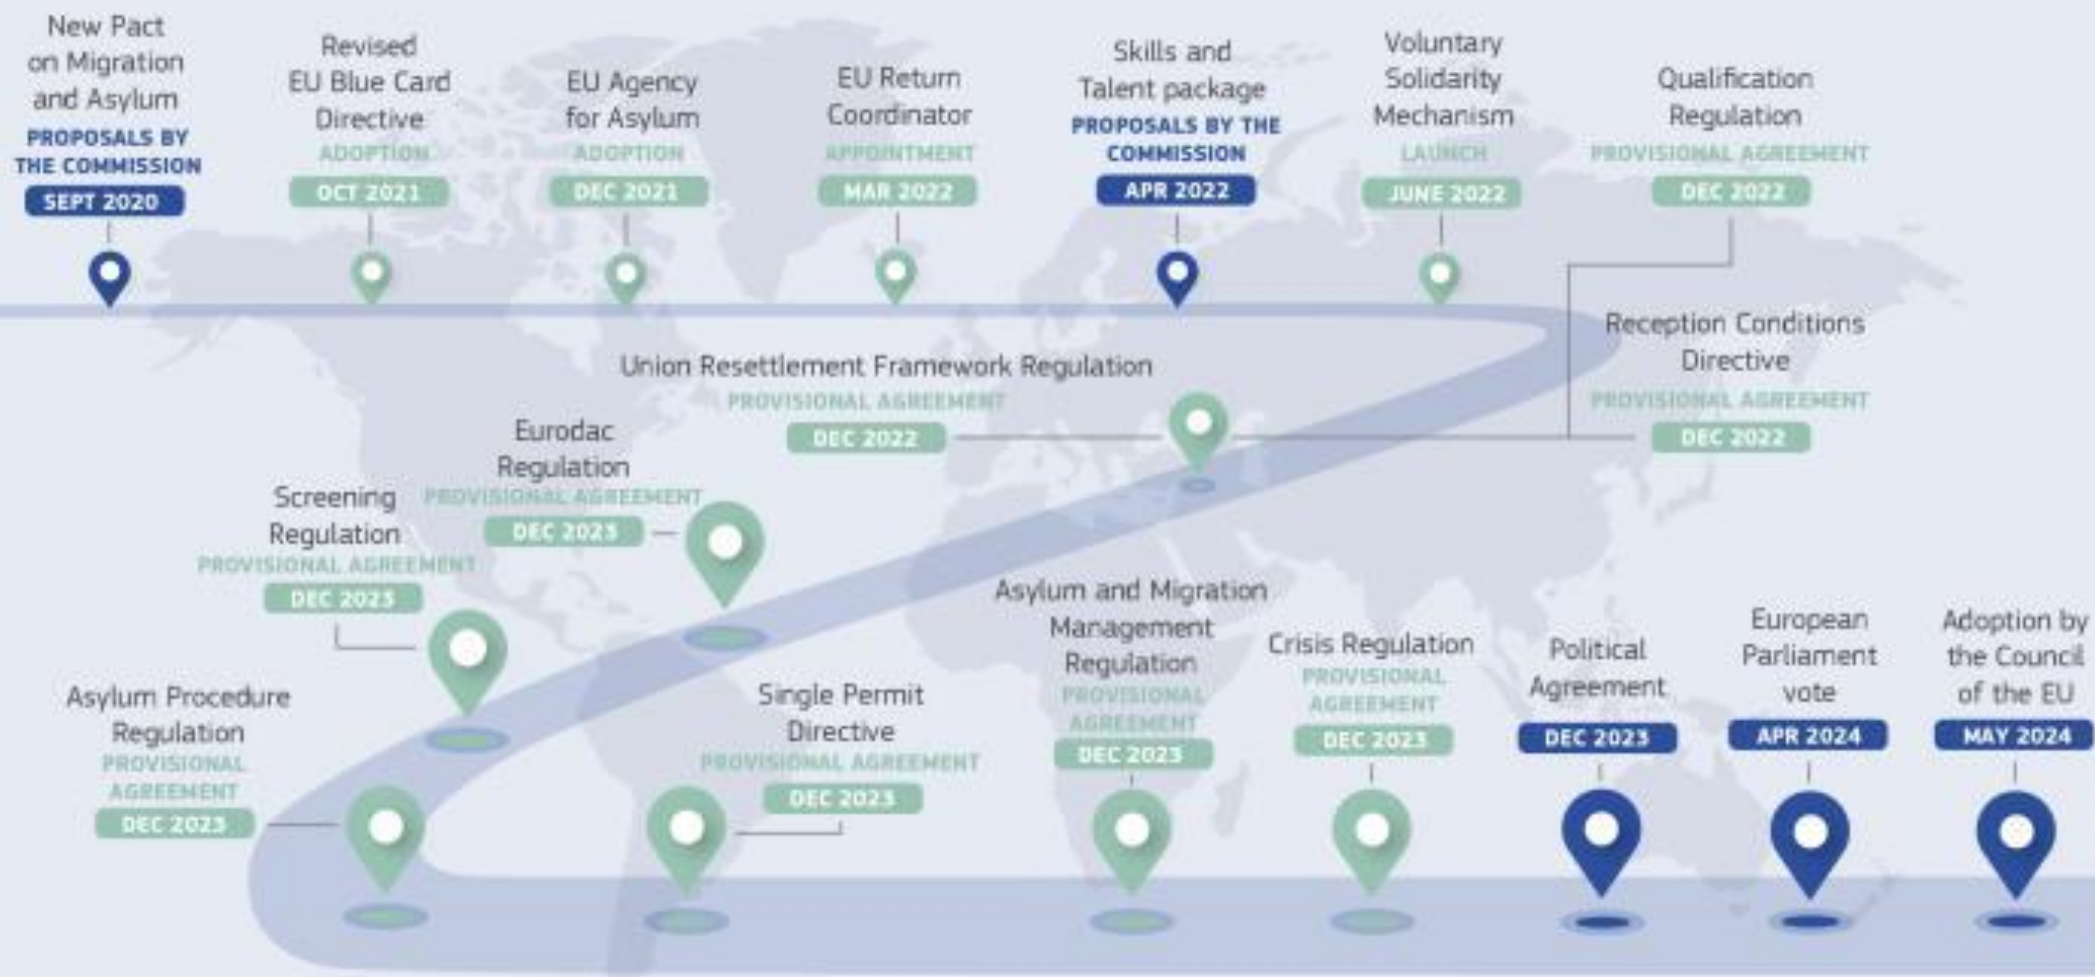 New Pact
on Migration
and Asylum
PROPOSALS BY
THE COMMISSION
SEPT 2020
Revised
EU Blue Card
Directive
ADOPTION
OCT 2021
EU Agency
for Asylum
ADOPTION
DEC 2021
EU Return
Coordinator
APPOINTMENT
MAR 2022
Skills and
Talent package
PROPOSALS BY THE
COMMISSION
APR 2022
Voluntary
Solidarity
Mechanism
LAUNCH
JUNE 2022
Qualification
Regulation
PROVISIONAL AGREEMENT
DEC 2022
Reception Conditions
Directive
PROVISIONAL AGREEMENT
DEC 2022
Union Resettlement Framework Regulation
PROVISIONAL AGREEMENT
DEC 2022
Eurodac
Regulation
PROVISIONAL AGREEMENT
DEC 2023
Screening
Regulation
PROVISIONAL AGREEMENT
DEC 2023
Asylum Procedure
Regulation
PROVISIONAL
AGREEMENT
DEC 2023
Single Permit
Directive
PROVISIONAL AGREEMENT
DEC 2023
Asylum and Migration
Management
Regulation
PROVISIONAL
AGREEMENT
DEC 2023
Crisis Regulation
PROVISIONAL
AGREEMENT
DEC 2023
Political
Agreement
DEC 2023
European
Parliament
vote
APR 2024
Adoption by
the Council
of the EU
MAY 2024